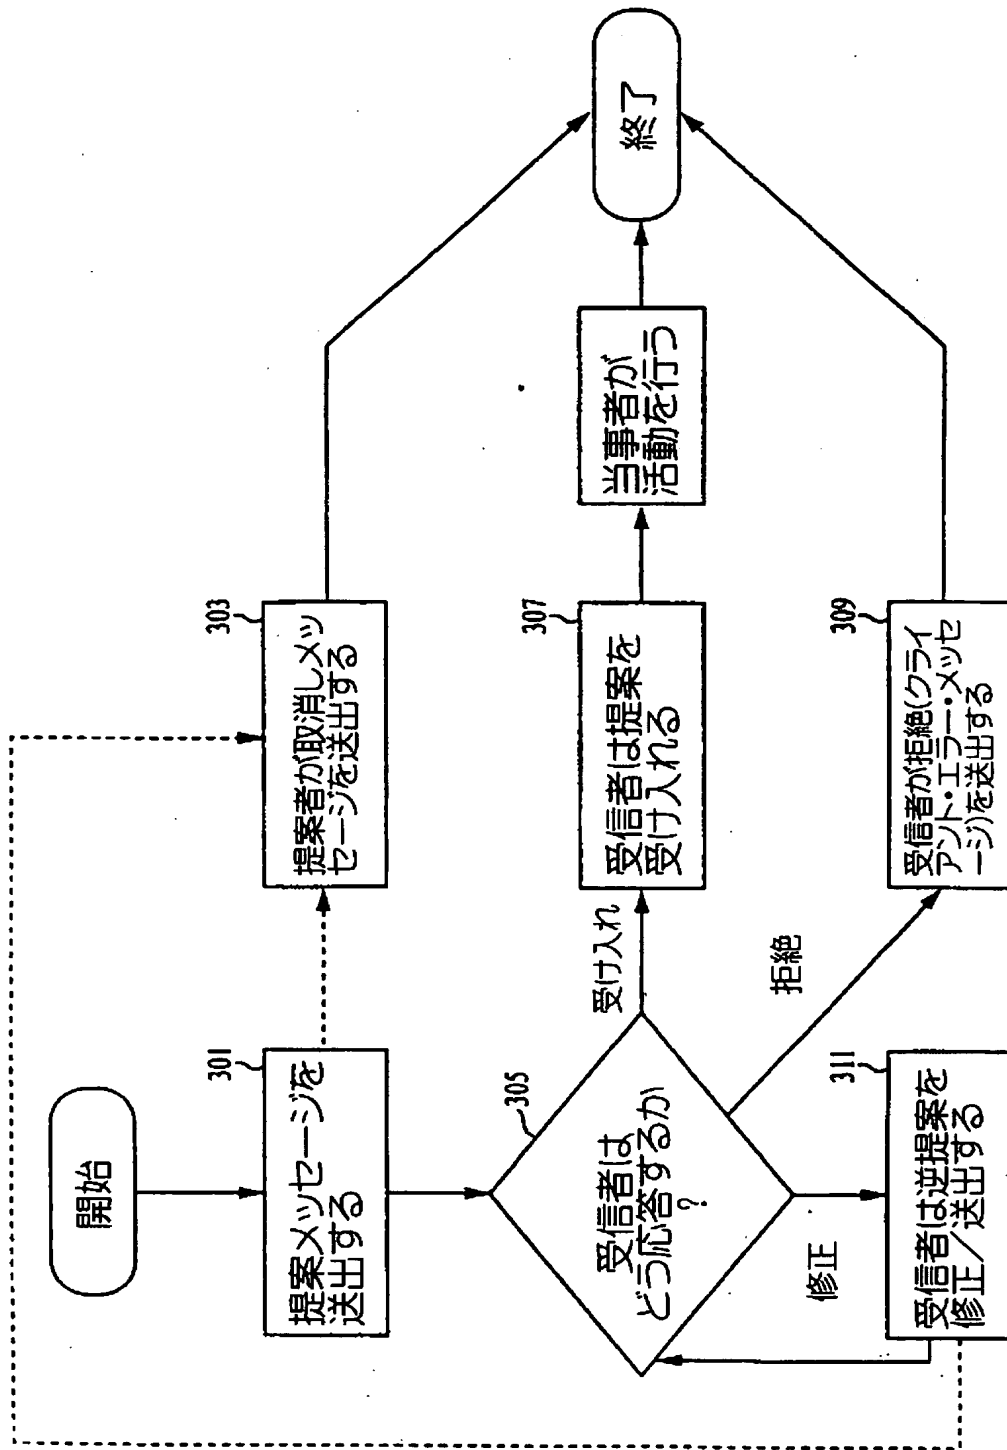 開始
301
提案メッセージを
送出する
303
提案者が取消しメッ
セージを送出する
305
受信者は
どう応答するか
?
受け入れ
307
受信者は提案を
受け入れる
当事者が
活動を行う
終了
拒絶
309
受信者が拒絶(クライ
アント・エラー・メッセ
ージ)を送出する
修正
311
受信者は逆提案を
修正/送出する